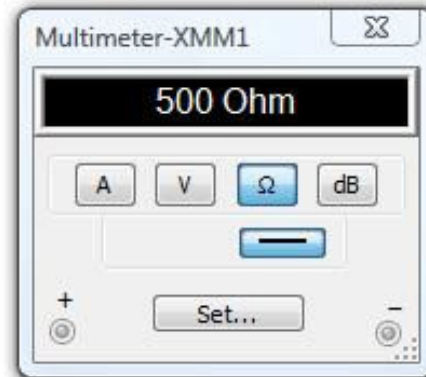 Multimeter-XMM1
500 Ohm
A V Ω dB
+ Set... −